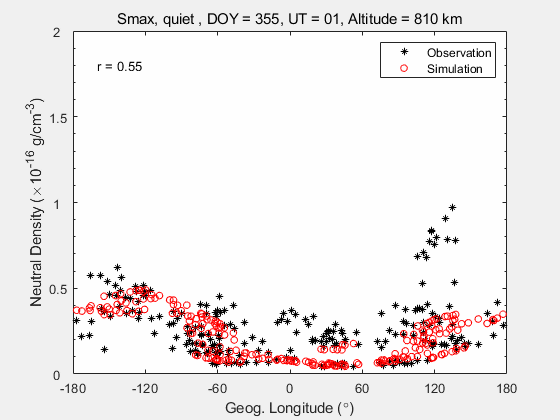 Smax, quiet , DOY = 355, UT = 01, Altitude = 810 km
r = 0.55
Observation
Simulation
Neutral Density (×10-16 g/cm-3)
2
1.5
1
0.5
0
-180 -120 -60 0 60 120 180
Geog. Longitude (°)